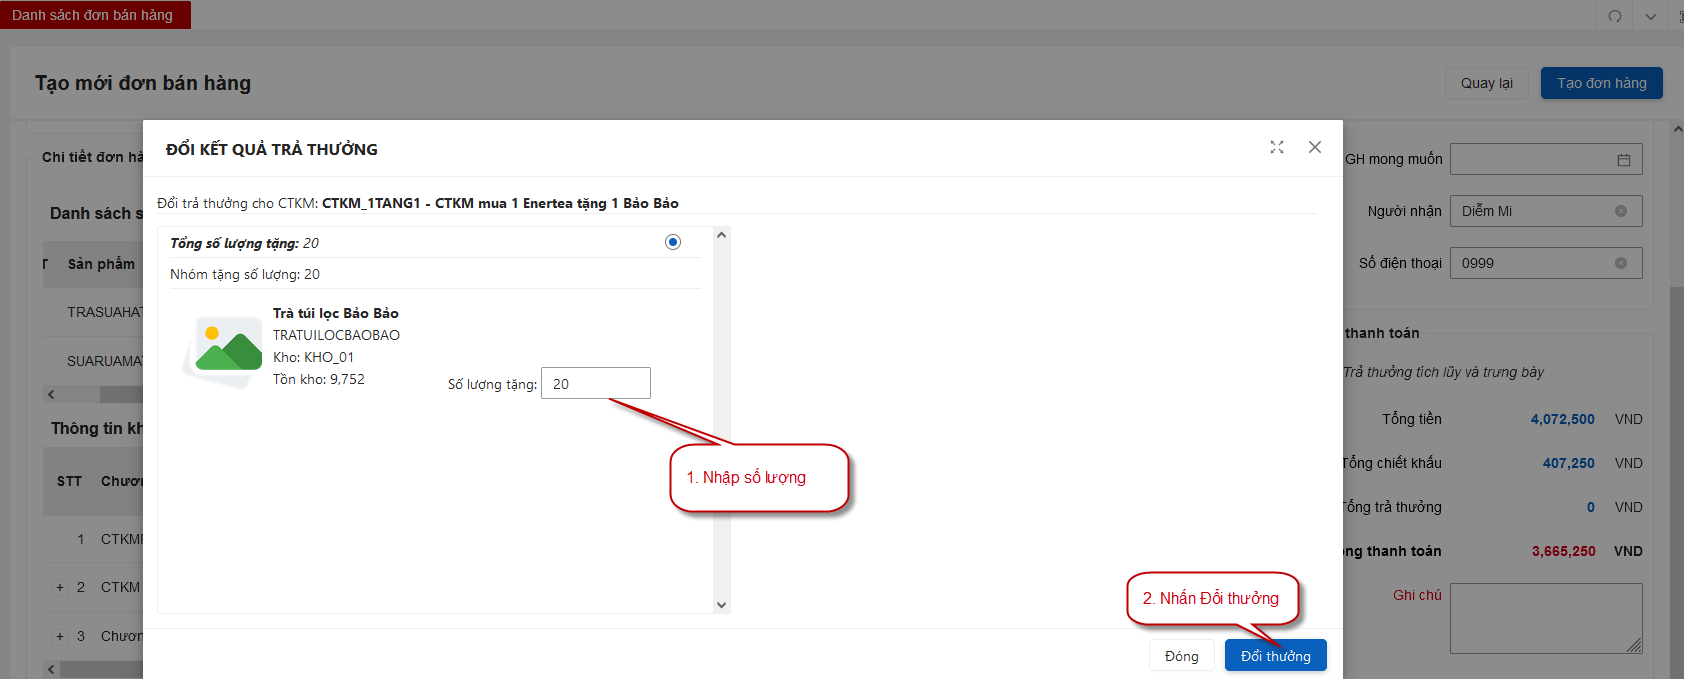 Danh sách đơn bán hàng
Tạo mới đơn bán hàng
Quay lại
Tạo đơn hàng
Chi tiết đơn hà
Danh sách s
T Sản phẩm
TRASUAHAT
SUARUAMA
Thông tin kh
STT Chươn
1 CTKM
+ 2 CTKM
+ 3 Chươn
ĐỔI KẾT QUẢ TRẢ THƯỞNG
Đổi trả thưởng cho CTKM: CTKM_1TANG1 - CTKM mua 1 Enertea tặng 1 Bảo Bảo
Tổng số lượng tặng: 20
Nhóm tặng số lượng: 20
Trà túi lọc Bảo Bảo
TRATUILOCBAOBAO
Kho: KHO_01
Tồn kho: 9,752
Số lượng tặng: 20
1. Nhập số lượng
2. Nhấn Đổi thưởng
Đóng
Đổi thưởng
GH mong muốn
Người nhận Diễm Mi
Số điện thoại 0999
thanh toán
Trả thưởng tích lũy và trưng bày
Tổng tiền 4,072,500 VND
Tổng chiết khấu 407,250 VND
Tổng trả thưởng 0 VND
ng thanh toán 3,665,250 VND
Ghi chú